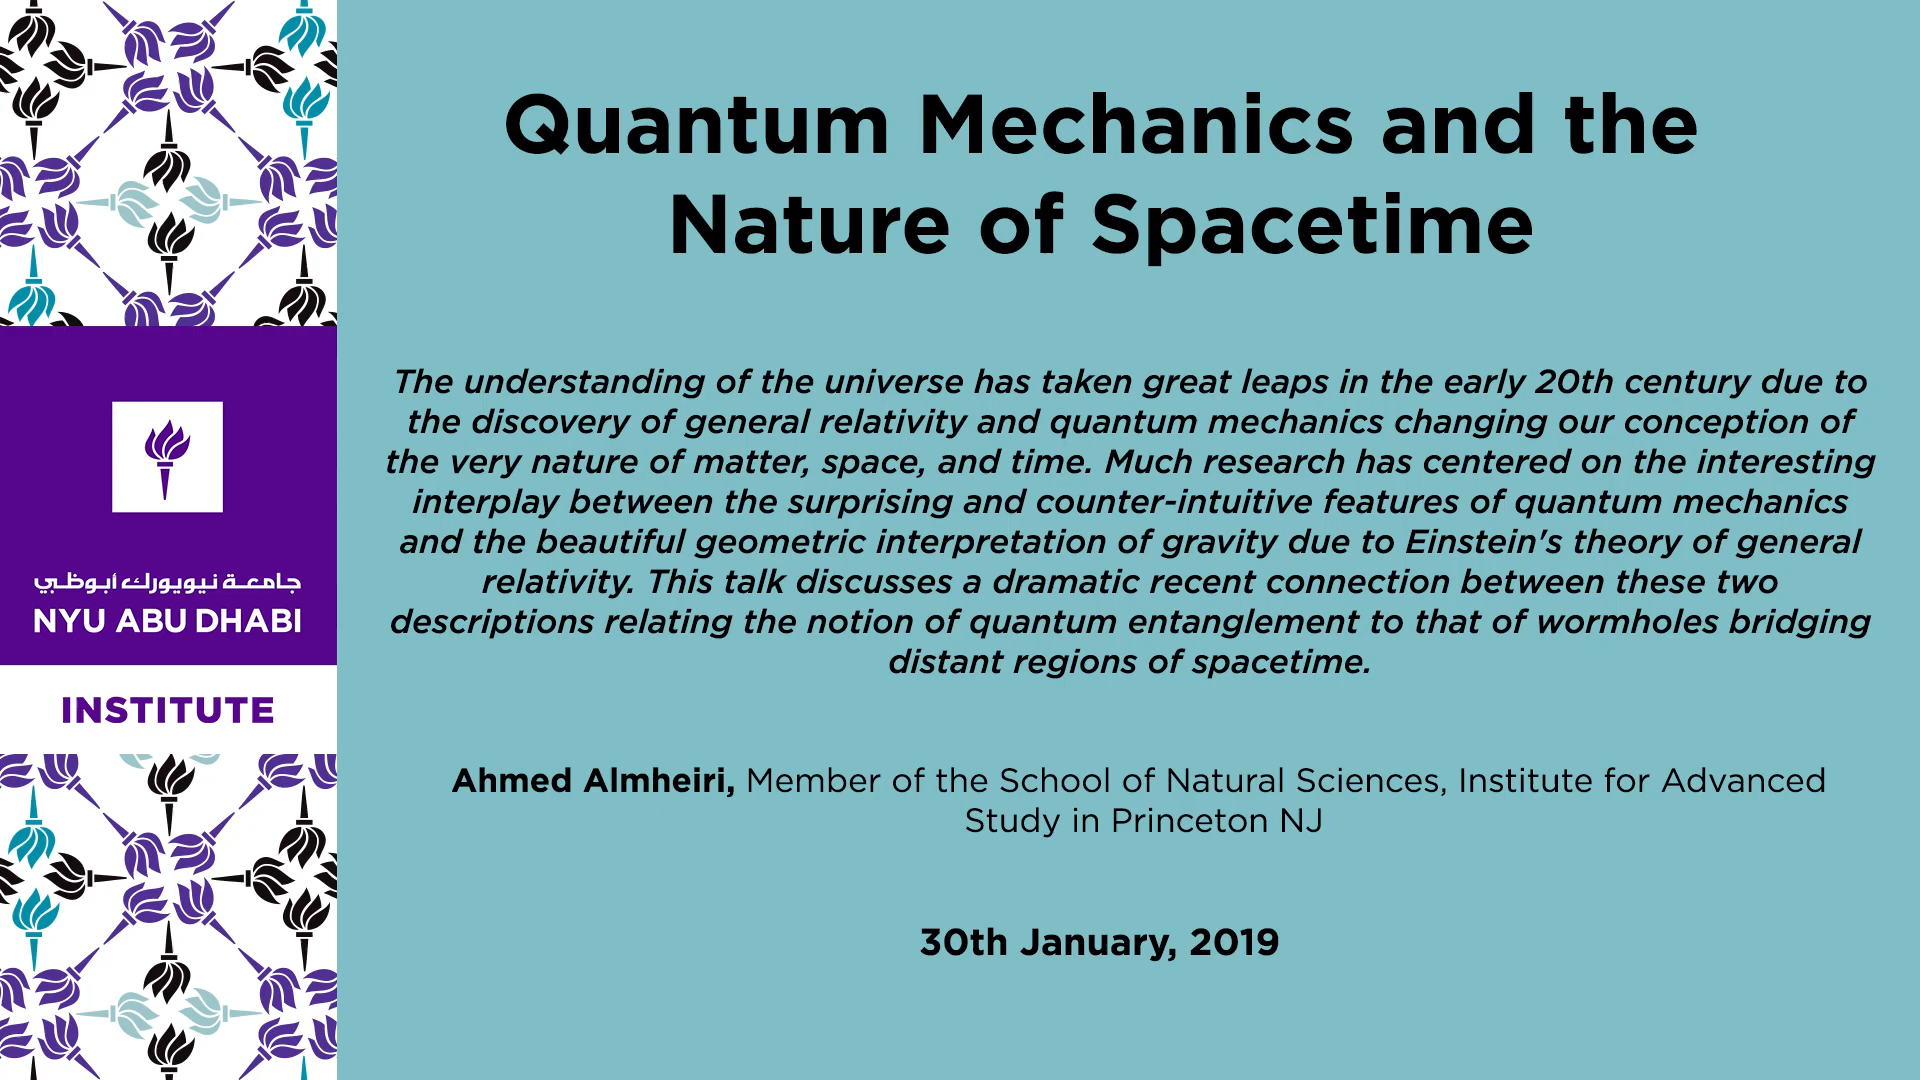 Quantum Mechanics and the
Nature of Spacetime
The understanding of the universe has taken great leaps in the early 20th century due to
the discovery of general relativity and quantum mechanics changing our conception of
the very nature of matter, space, and time. Much research has centered on the interesting
interplay between the surprising and counter-intuitive features of quantum mechanics
and the beautiful geometric interpretation of gravity due to Einstein's theory of general
relativity. This talk discusses a dramatic recent connection between these two
descriptions relating the notion of quantum entanglement to that of wormholes bridging
distant regions of spacetime.
Ahmed Almheiri, Member of the School of Natural Sciences, Institute for Advanced
Study in Princeton NJ
30th January, 2019
جامعة نيويورك أبوظبي
NYU ABU DHABI
INSTITUTE